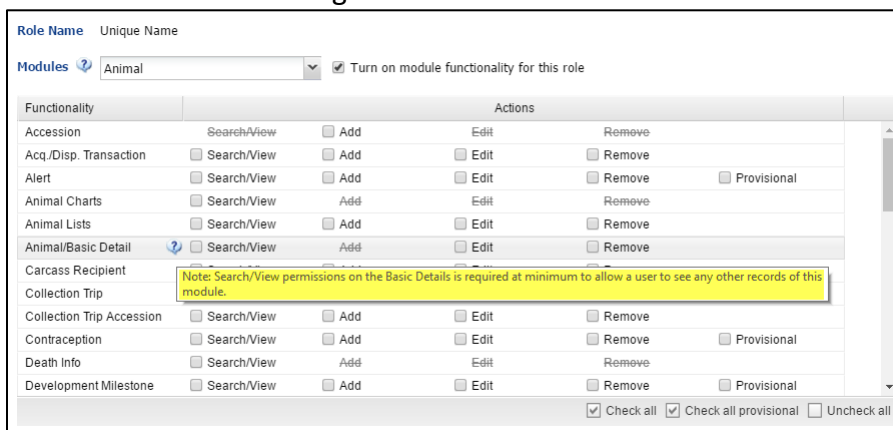 Role Name Unique Name
Modules Animal Turn on module functionality for this role
Functionality Actions
Accession Search/View Add Edit Remove
Acq./Disp. Transaction Search/View Add Edit Remove
Alert Search/View Add Edit Remove Provisional
Animal Charts Search/View Add Edit Remove
Animal Lists Search/View Add Edit Remove
Animal/Basic Detail Search/View Add Edit Remove
Carcass Recipient
Note: Search/View permissions on the Basic Details is required at minimum to allow a user to see any other records of this
module.
Collection Trip
Collection Trip Accession Search/View Add Edit Remove
Contraception Search/View Add Edit Remove Provisional
Death Info Search/View Add Edit Remove
Development Milestone Search/View Add Edit Remove Provisional
Check all Check all provisional Uncheck all